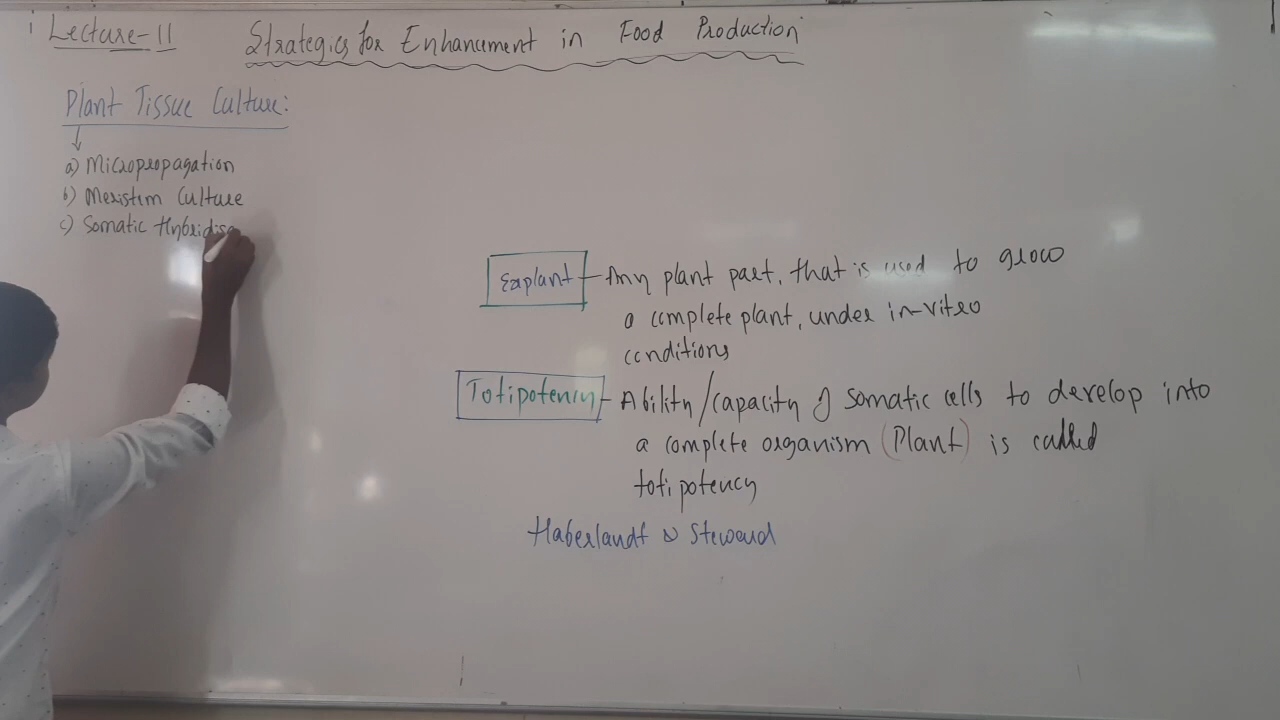 Lecture-11 Strategies for Enhancement in Food Production
Plant Tissue Culture:
a) Micropropagation
b) Meristem Culture
c) Somatic Hybridisa
Explant - Any plant part, that is used to grow
a complete plant, under in-vitro
conditions
Totipotency - Ability/capacity of somatic cells to develop into
a complete organism (Plant) is called
totipotency
Haberlandt & Steward